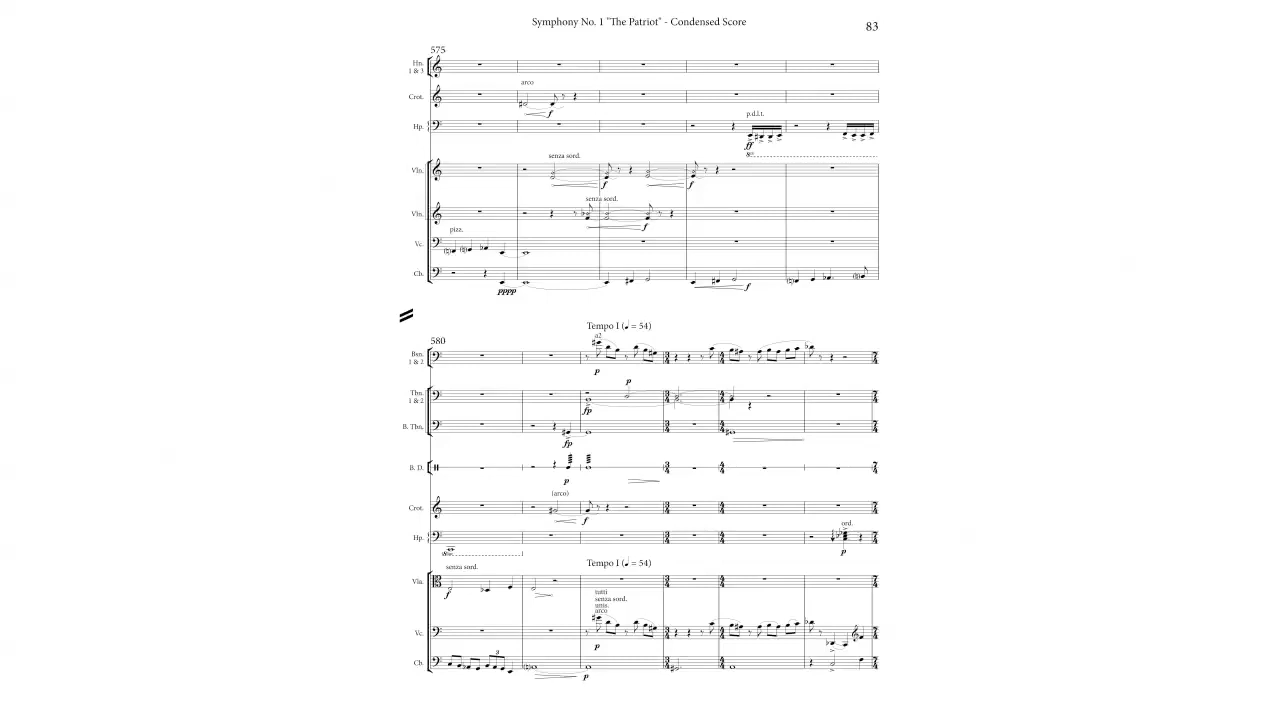 Symphony No. 1 "The Patriot" - Condensed Score
83
575
Hn.
1 & 3
arco
Crot.
f
p.d.l.t.
Hp.
ff
senza sord.
Vln.
f
f
senza sord.
Vln.
f
pizz.
Vc.
Cb.
pppp
f
Tempo I (♩ = 54)
580
a2
Bsn.
1 & 2
p
p
Tbn.
1 & 2
fp
B. Tbn.
fp
B. D.
p
(arco)
Crot.
f
ord.
Hp.
p
Tempo I (♩ = 54)
senza sord.
Vla.
f
tutti
senza sord.
unis.
arco
Vc.
p
3
Cb.
p